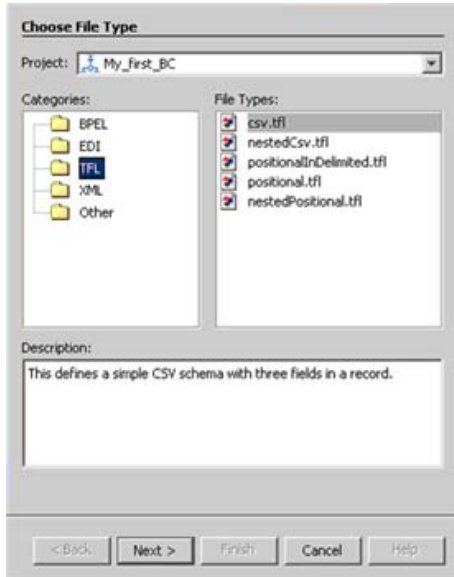 Choose File Type
Project: My_first_BC
Categories:
BPEL
EDI
TFL
XML
Other
File Types:
csv.tfl
nestedCsv.tfl
positionalInDelimited.tfl
positional.tfl
nestedPositional.tfl
Description:
This defines a simple CSV schema with three fields in a record.
< Back Next > Finish Cancel Help